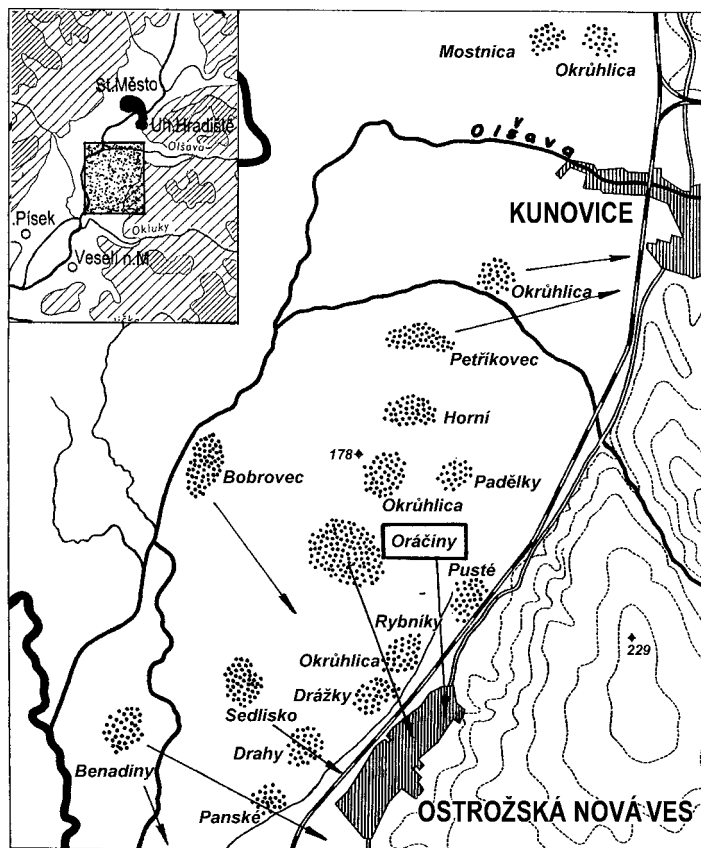 St.Město
Uh.Hradiště
Olšava
.Písek
Okluky
Veselí n.M
Mostnica
Okrůhlica
Olšava
KUNOVICE
Okrůhlica
Petříkovec
Horní
178
Bobrovec
Padělky
Okrůhlica
Oráčiny
Pusté
Rybníky
229
Okrůhlica
Drážky
Sedlisko
Drahy
Benadiny
Panské
OSTROŽSKÁ NOVÁ VES